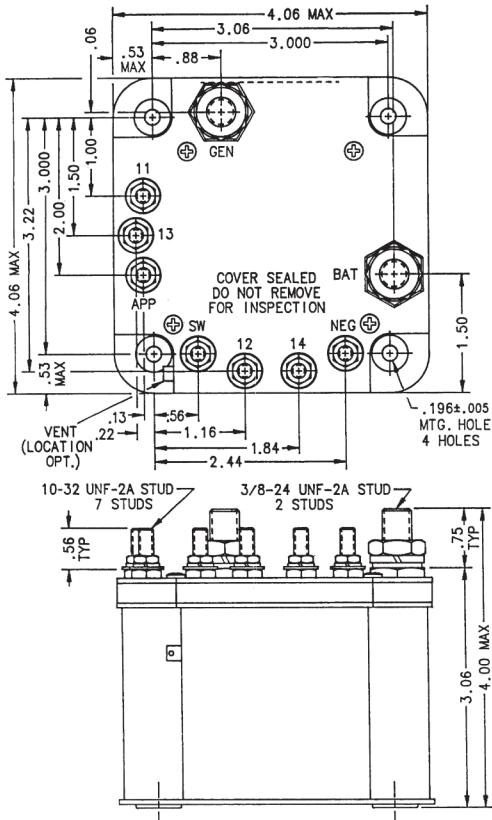 4.06 MAX
3.06
3.000
.06
.53
MAX
.88
GEN
11
13
APP
1.00
1.50
2.00
3.000
3.22
4.06 MAX
.53
MAX
COVER SEALED
DO NOT REMOVE
FOR INSPECTION
BAT
SW
12
14
NEG
1.50
VENT
(LOCATION
OPT.)
.13
.22
.56
1.16
1.84
2.44
.196±.005
MTG. HOLE
4 HOLES
10-32 UNF-2A STUD
7 STUDS
3/8-24 UNF-2A STUD
2 STUDS
.56
TYP
.75
TYP
3.06
4.00 MAX